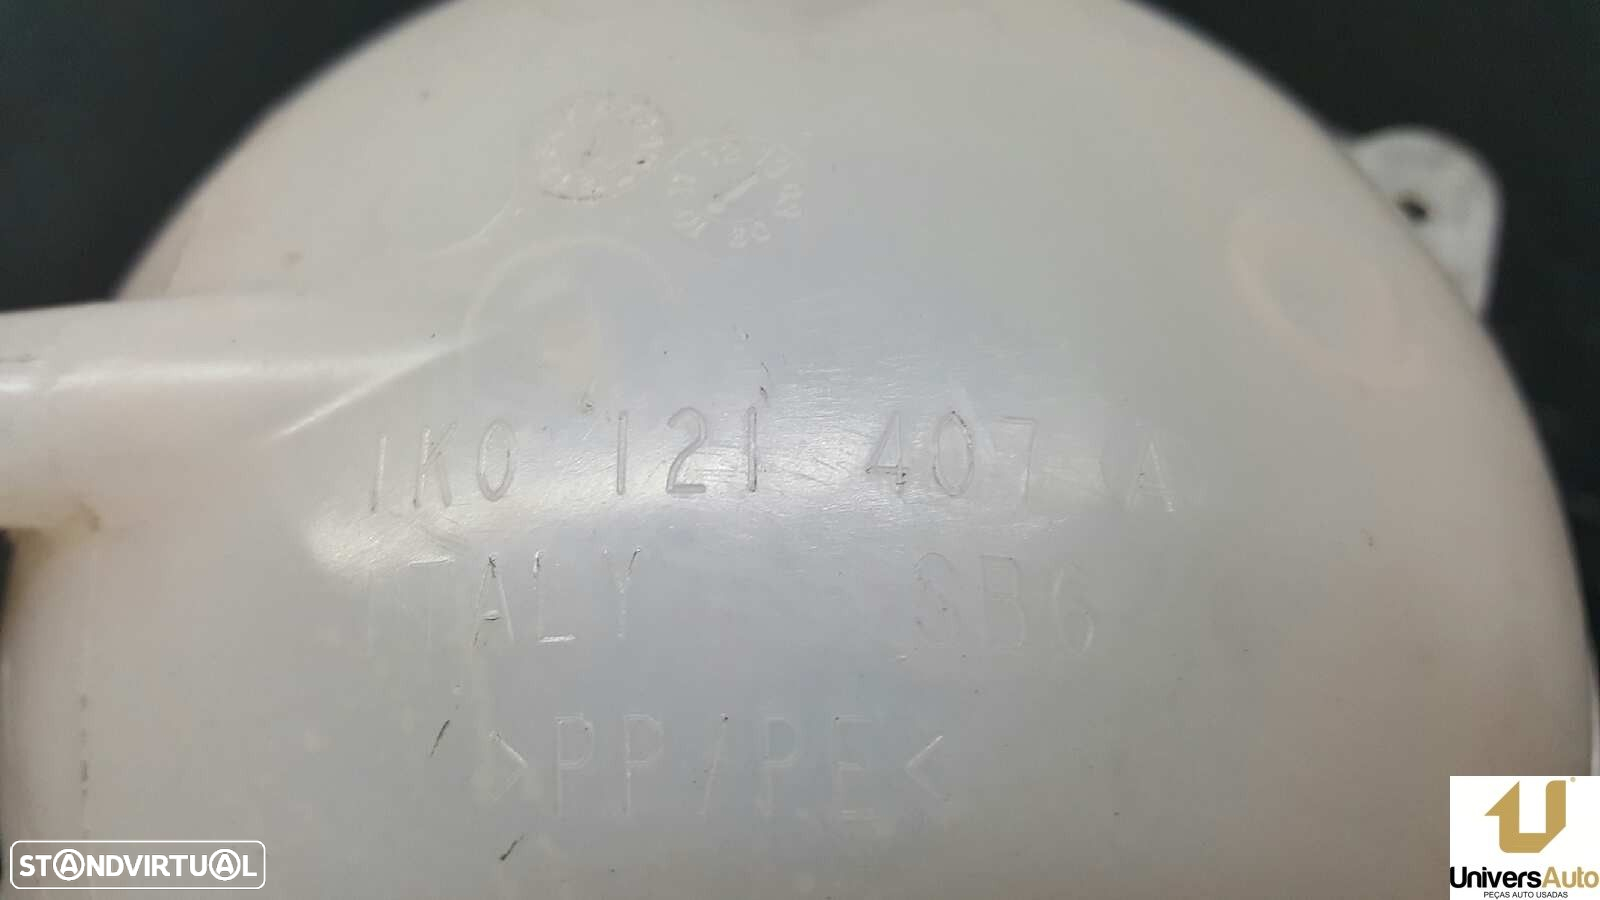 1K0 121 407 A
ITALY SB6
>PP/PE<
STANDVIRTUAL
UniversAuto
PEÇAS AUTO USADAS